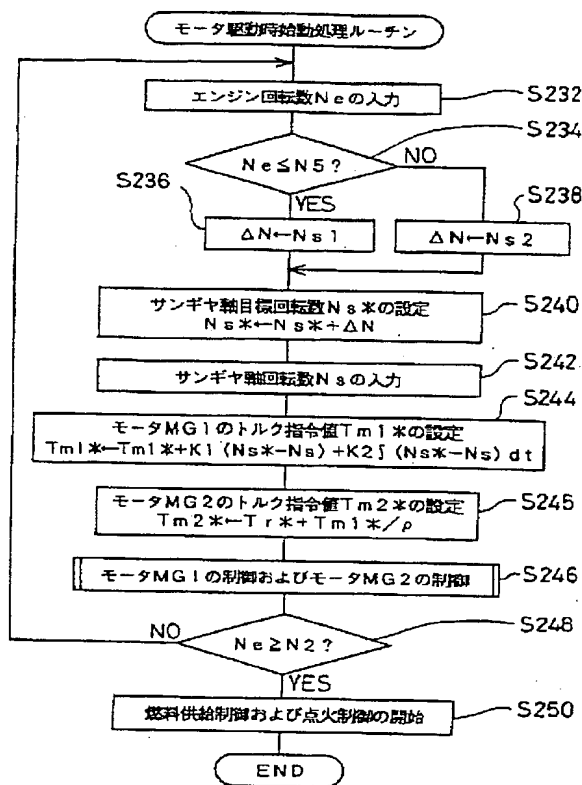 モータ駆動時始動処理ルーチン
エンジン回転数Neの入力
S232
S234
Ne≦N5?
NO
S236
YES
S238
ΔN←Ns1
ΔN←Ns2
サンギヤ軸目標回転数Ns*の設定
Ns*←Ns*+ΔN
S240
サンギヤ軸回転数Nsの入力
S242
S244
モータMG1のトルク指令値Tm1*の設定
Tm1*←Tm1*+K1(Ns*-Ns)+K2∫(Ns*-Ns)dt
モータMG2のトルク指令値Tm2*の設定
Tm2*←Tr*+Tm1*/ρ
S245
モータMG1の制御およびモータMG2の制御
S246
NO
Ne≧N2?
S248
YES
燃料供給制御および点火制御の開始
S250
END